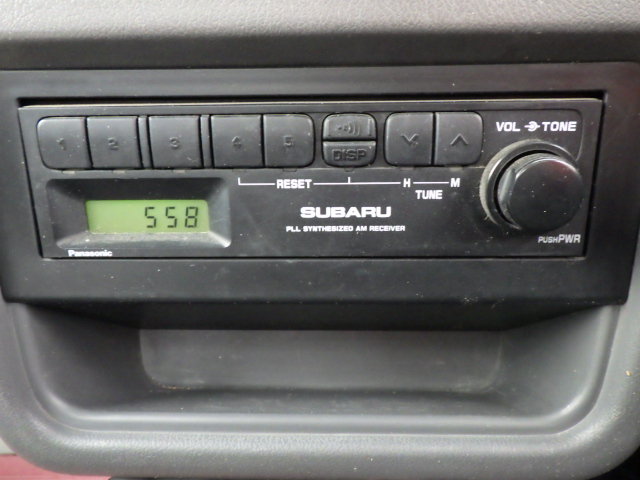 1 2 3 4 5 DISP VOL TONE
RESET H M
TUNE
558
SUBARU
PLL SYNTHESIZED AM RECEIVER
PUSH PWR
Panasonic